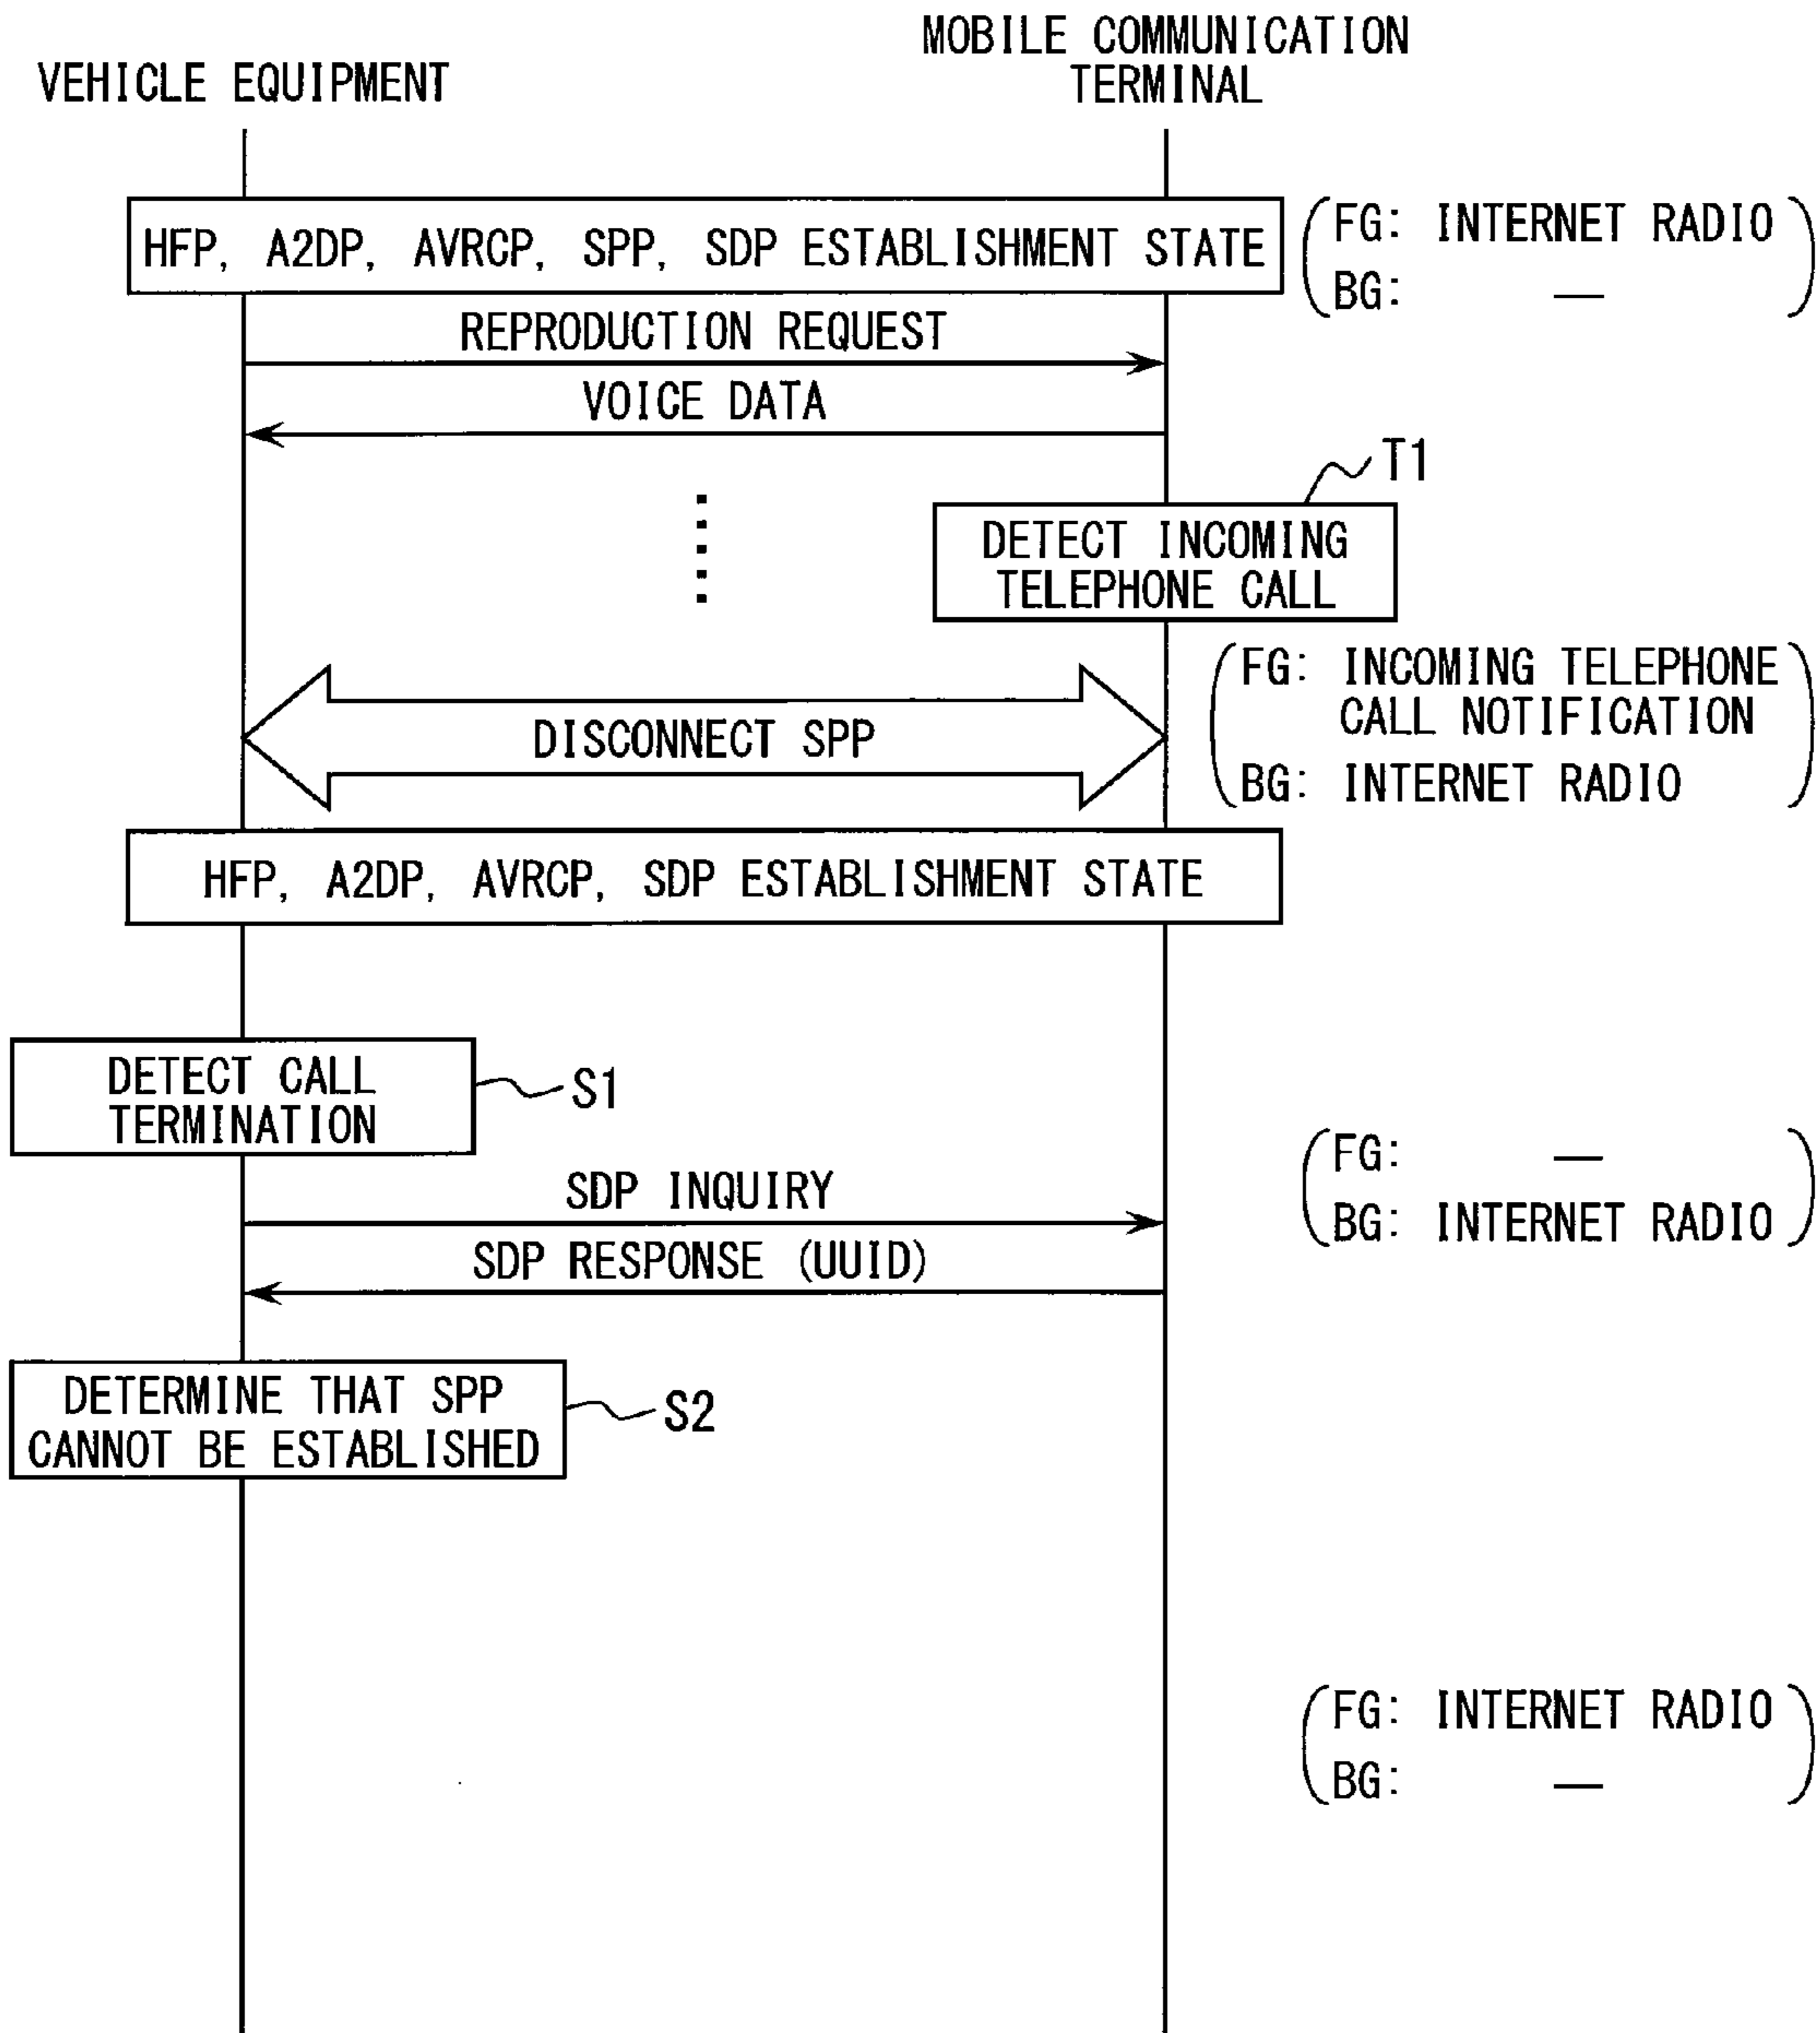 VEHICLE EQUIPMENT
MOBILE COMMUNICATION
TERMINAL
HFP, A2DP, AVRCP, SPP, SDP ESTABLISHMENT STATE
FG: INTERNET RADIO
BG: —
REPRODUCTION REQUEST
VOICE DATA
T1
DETECT INCOMING
TELEPHONE CALL
FG: INCOMING TELEPHONE
CALL NOTIFICATION
BG: INTERNET RADIO
DISCONNECT SPP
HFP, A2DP, AVRCP, SDP ESTABLISHMENT STATE
DETECT CALL
TERMINATION
S1
FG: —
BG: INTERNET RADIO
SDP INQUIRY
SDP RESPONSE (UUID)
DETERMINE THAT SPP
CANNOT BE ESTABLISHED
S2
FG: INTERNET RADIO
BG: —